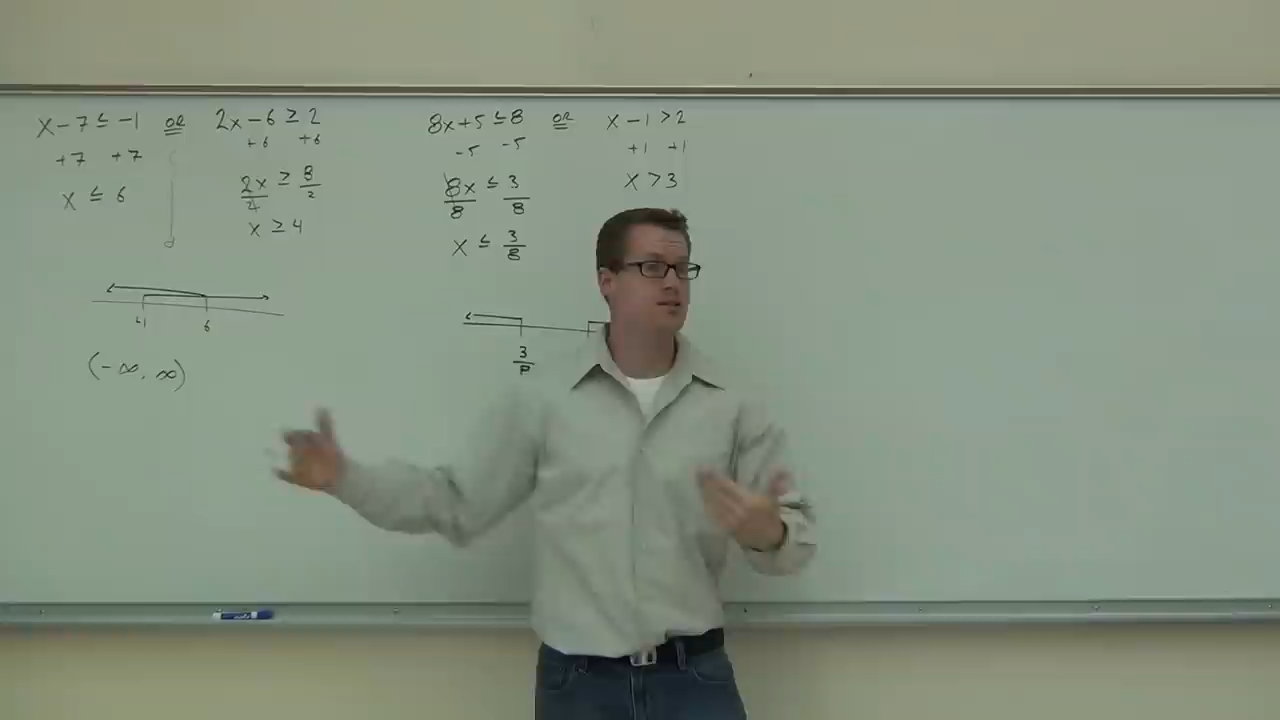 x - 7 ≤ -1 or 2x - 6 ≥ 2
+7 +7 +6 +6
x ≤ 6 2x/2 ≥ 8/2
x ≥ 4
4 6
(-∞, ∞)
8x + 5 ≤ 8 or x - 1 > 2
-5 -5 +1 +1
8x/8 ≤ 3/8 x > 3
x ≤ 3/8
3/8